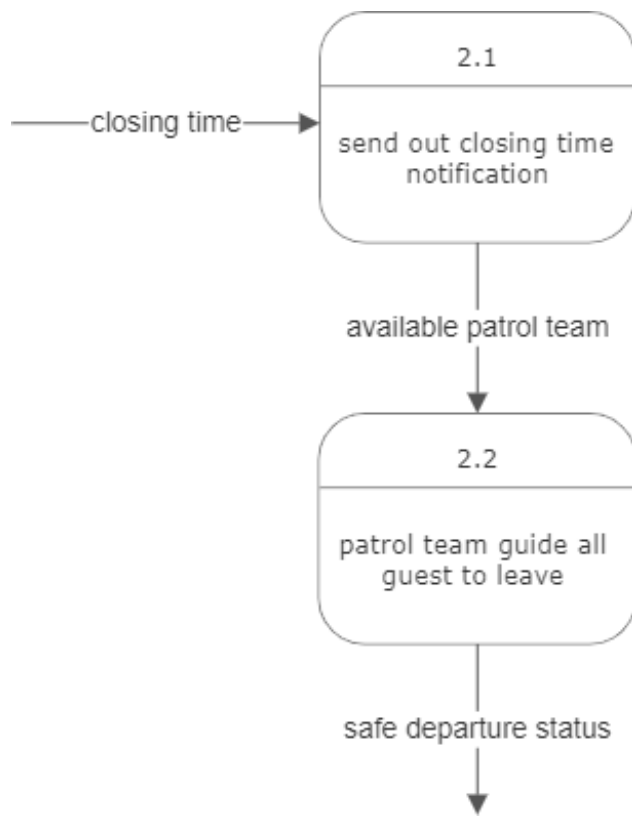 2.1
closing time
send out closing time
notification
available patrol team
2.2
patrol team guide all
guest to leave
safe departure status